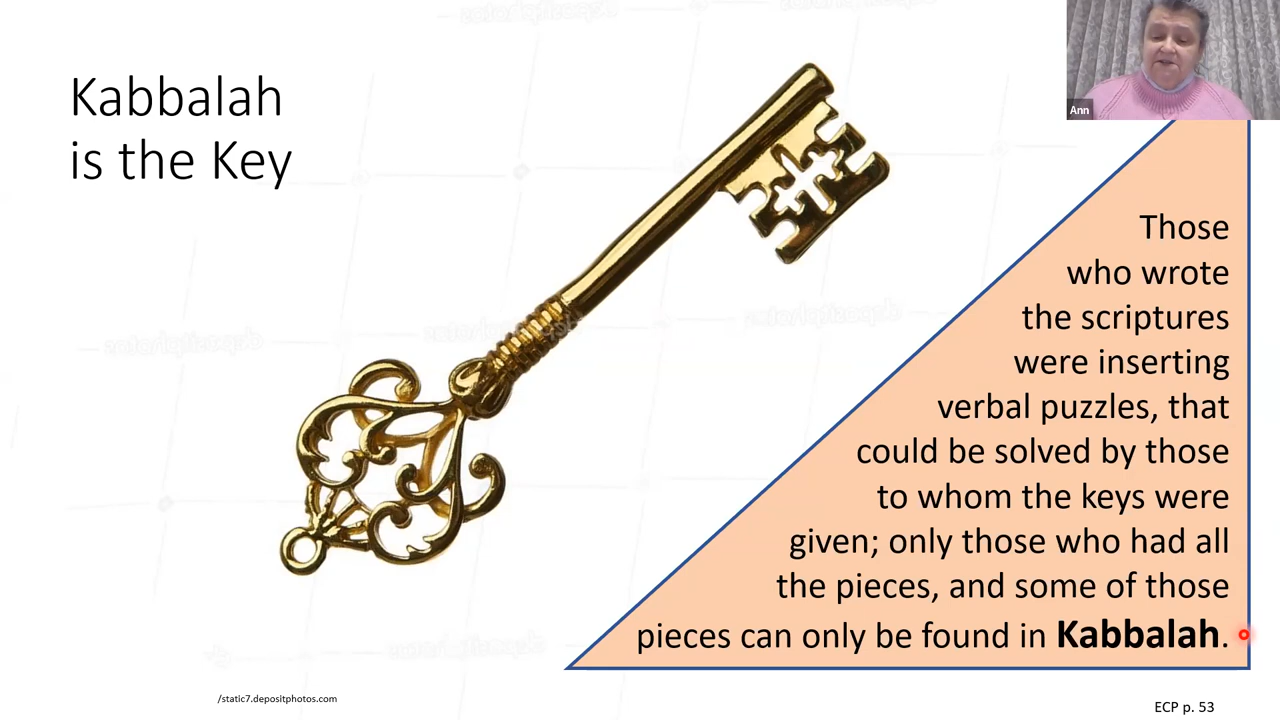 Kabbalah
is the Key
Ann
Those
who wrote
the scriptures
were inserting
verbal puzzles, that
could be solved by those
to whom the keys were
given; only those who had all
the pieces, and some of those
pieces can only be found in Kabbalah.
/static7.depositphotos.com
ECP p. 53